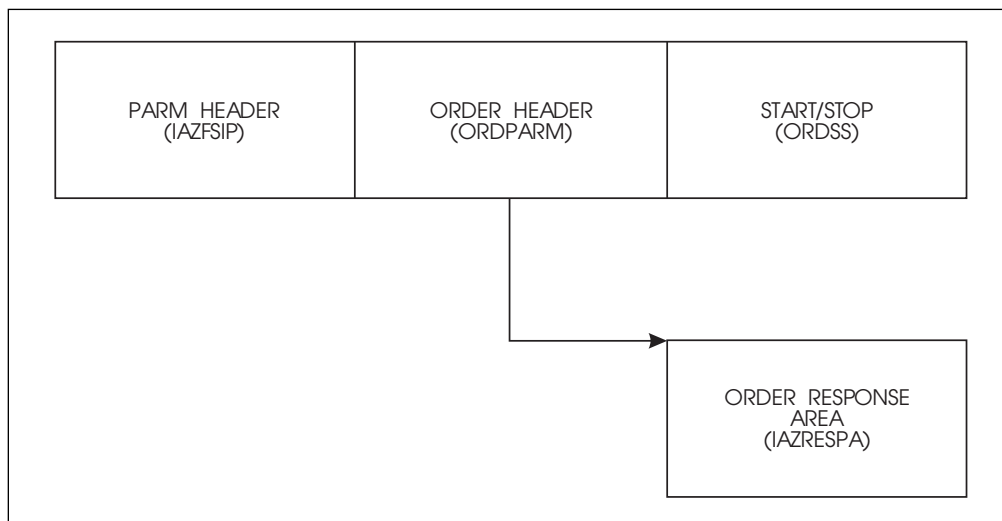 PARM HEADER
(IAZFSIP)
ORDER HEADER
(ORDPARM)
START/STOP
(ORDSS)
ORDER RESPONSE
AREA
(IAZRESPA)